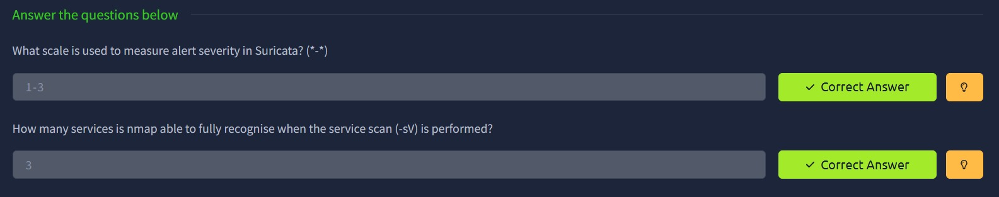 Answer the questions below
What scale is used to measure alert severity in Suricata? (*-*)
1-3
Correct Answer
How many services is nmap able to fully recognise when the service scan (-sV) is performed?
3
Correct Answer